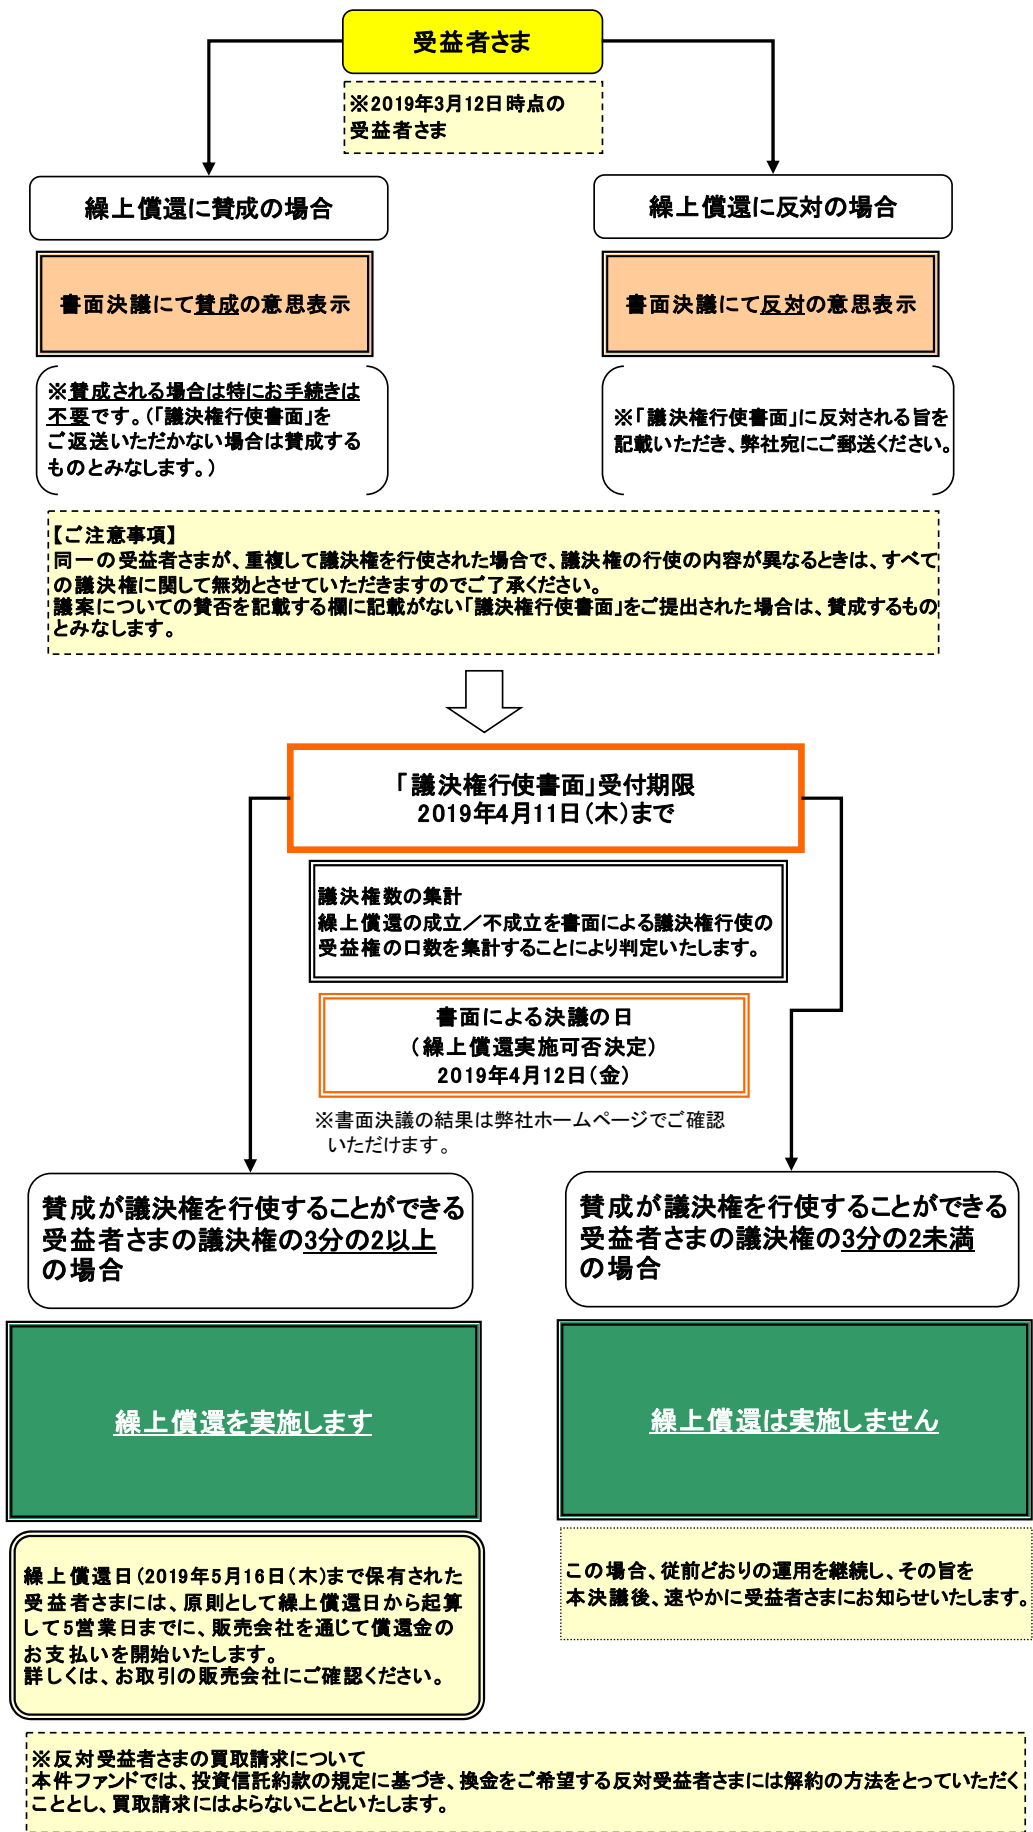 受益者さま
※2019年3月12日時点の
受益者さま
繰上償還に賛成の場合
繰上償還に反対の場合
書面決議にて賛成の意思表示
書面決議にて反対の意思表示
※賛成される場合は特にお手続きは
不要です。（「議決権行使書面」を
ご返送いただかない場合は賛成する
ものとみなします。）
※「議決権行使書面」に反対される旨を
記載いただき、弊社宛にご郵送ください。
【ご注意事項】
同一の受益者さまが、重複して議決権を行使された場合で、議決権の行使の内容が異なるときは、すべて
の議決権に関して無効とさせていただきますのでご了承ください。
議案についての賛否を記載する欄に記載がない「議決権行使書面」をご提出された場合は、賛成するもの
とみなします。
「議決権行使書面」受付期限
2019年4月11日（木）まで
議決権数の集計
繰上償還の成立／不成立を書面による議決権行使の
受益権の口数を集計することにより判定いたします。
書面による決議の日
（繰上償還実施可否決定）
2019年4月12日（金）
※書面決議の結果は弊社ホームページでご確認
いただけます。
賛成が議決権を行使することができる
受益者さまの議決権の3分の2以上
の場合
賛成が議決権を行使することができる
受益者さまの議決権の3分の2未満
の場合
繰上償還を実施します
繰上償還は実施しません
繰上償還日（2019年5月16日（木）まで保有された
受益者さまには、原則として繰上償還日から起算
して5営業日までに、販売会社を通じて償還金の
お支払いを開始いたします。
詳しくは、お取引の販売会社にご確認ください。
この場合、従前どおりの運用を継続し、その旨を
本決議後、速やかに受益者さまにお知らせいたします。
※反対受益者さまの買取請求について
本件ファンドでは、投資信託約款の規定に基づき、換金をご希望する反対受益者さまには解約の方法をとっていただく
こととし、買取請求にはよらないことといたします。